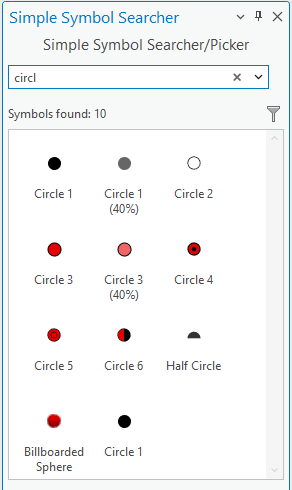 Simple Symbol Searcher
Simple Symbol Searcher/Picker
circl
Symbols found: 10
Circle 1
Circle 1
(40%)
Circle 2
Circle 3
Circle 3
(40%)
Circle 4
Circle 5
Circle 6
Half Circle
Billboarded
Sphere
Circle 1